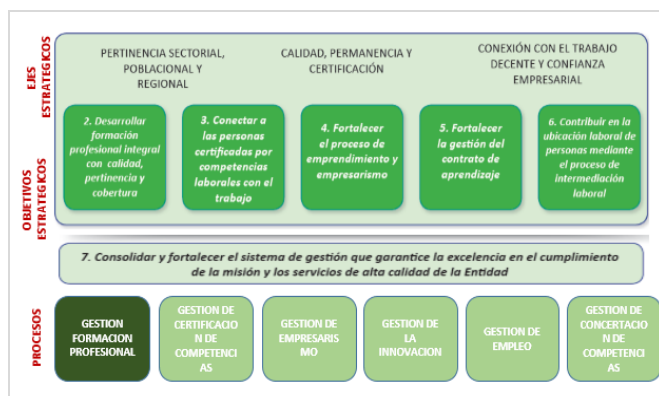 EJES
ESTRATEGICOS
PERTINENCIA SECTORIAL,
POBLACIONAL Y
REGIONAL
CALIDAD, PERMANENCIA Y
CERTIFICACIÓN
CONEXIÓN CON EL TRABAJO
DECENTE Y CONFIANZA
EMPRESARIAL
OBJETIVOS
ESTRATEGICOS
2. Desarrollar
formación
profesional integral
con calidad,
pertinencia y
cobertura
3. Conectar a
las personas
certificadas por
competencias
laborales con el
trabajo
4. Fortalecer
el proceso de
emprendimiento y
empresarismo
5. Fortalecer
la gestión del
contrato de
aprendizaje
6. Contribuir en la
ubicación laboral de
personas mediante
el proceso de
intermediación
laboral
7. Consolidar y fortalecer el sistema de gestión que garantice la excelencia en el cumplimiento
de la misión y los servicios de alta calidad de la Entidad
PROCESOS
GESTION
FORMACION
PROFESIONAL
GESTION DE
CERTIFICACIO
N DE
COMPETENCI
AS
GESTION DE
EMPRESARIS
MO
GESTION DE
LA
INNOVACION
GESTION DE
EMPLEO
GESTION DE
CONCERTACIO
N DE
COMPETENCI
AS